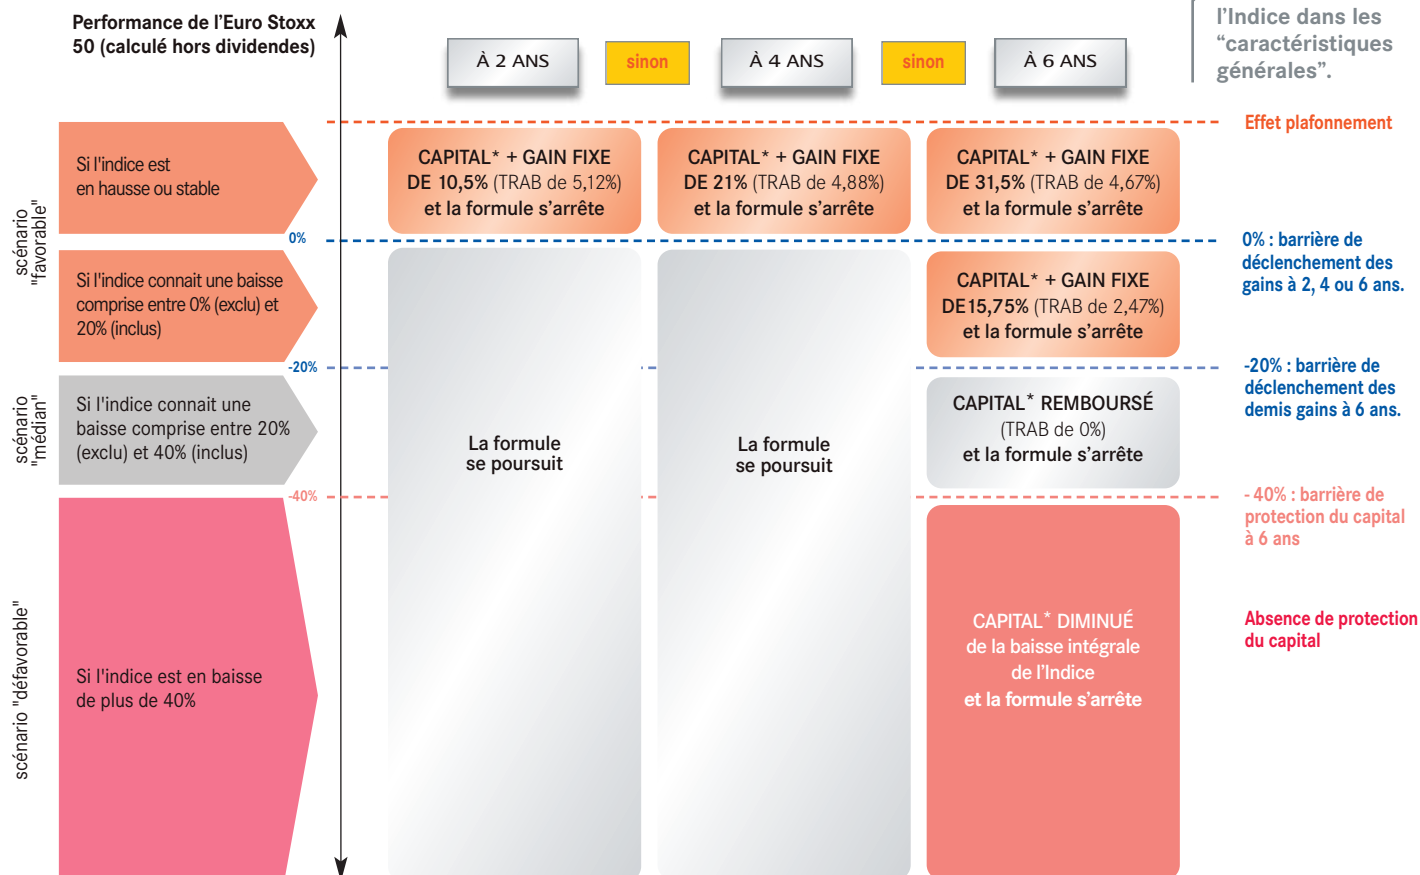 Performance de l'Euro Stoxx
50 (calculé hors dividendes)
l'Indice dans les
“caractéristiques
générales”.
À 2 ANS
sinon
À 4 ANS
sinon
À 6 ANS
Effet plafonnement
scénario
"favorable"
Si l'indice est
en hausse ou stable
CAPITAL* + GAIN FIXE
DE 10,5% (TRAB de 5,12%)
et la formule s’arrête
CAPITAL* + GAIN FIXE
DE 21% (TRAB de 4,88%)
et la formule s’arrête
CAPITAL* + GAIN FIXE
DE 31,5% (TRAB de 4,67%)
et la formule s’arrête
0%
0% : barrière de
déclenchement des
gains à 2, 4 ou 6 ans.
Si l'indice connait une baisse
comprise entre 0% (exclu) et
20% (inclus)
CAPITAL* + GAIN FIXE
DE15,75% (TRAB de 2,47%)
et la formule s’arrête
-20%
-20% : barrière de
déclenchement des
demis gains à 6 ans.
scénario
"médian"
Si l'indice connait une
baisse comprise entre 20%
(exclu) et 40% (inclus)
La formule
se poursuit
La formule
se poursuit
CAPITAL* REMBOURSÉ
(TRAB de 0%)
et la formule s’arrête
-40%
- 40% : barrière de
protection du capital
à 6 ans
scénario "défavorable"
Si l'indice est en baisse
de plus de 40%
CAPITAL* DIMINUÉ
de la baisse intégrale
de l’Indice
et la formule s’arrête
Absence de protection
du capital